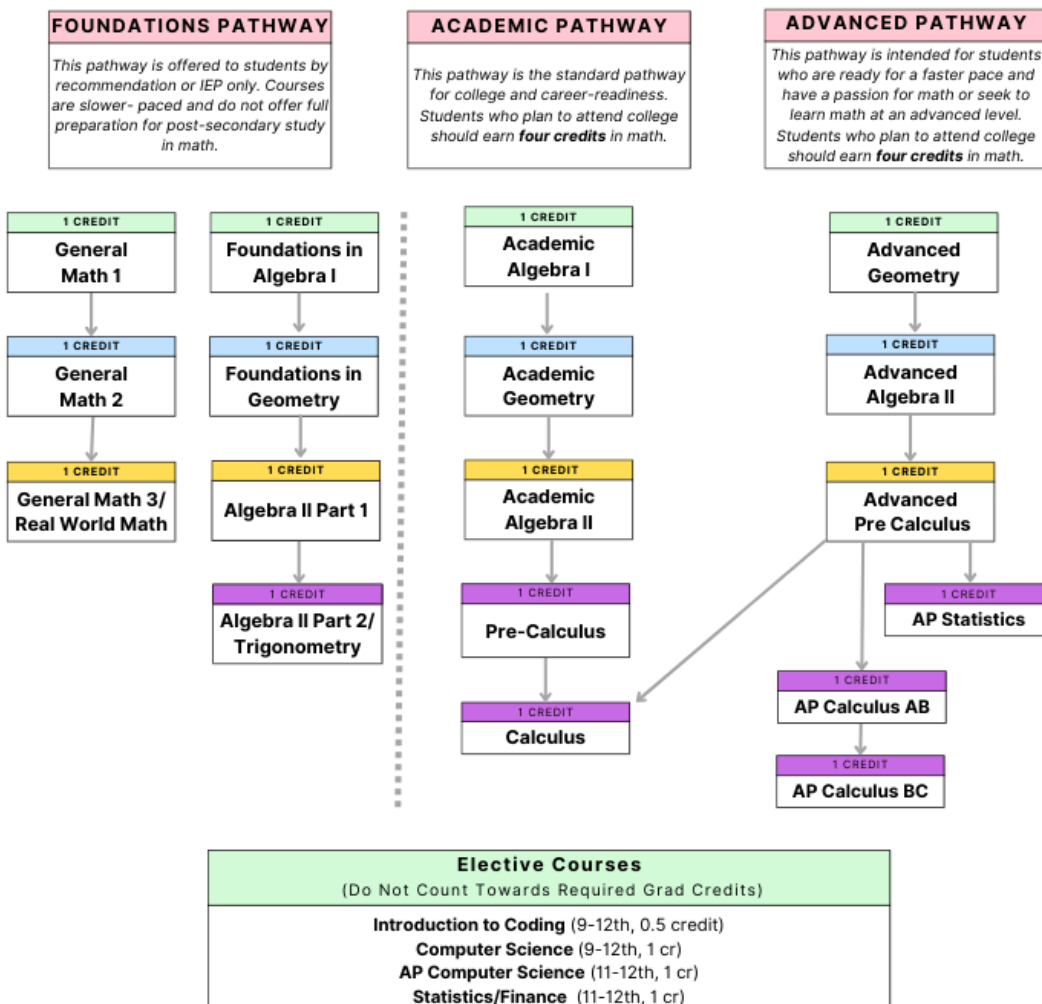 FOUNDATIONS PATHWAY
This pathway is offered to students by
recommendation or IEP only. Courses
are slower- paced and do not offer full
preparation for post-secondary study
in math.
ACADEMIC PATHWAY
This pathway is the standard pathway
for college and career-readiness.
Students who plan to attend college
should earn four credits in math.
ADVANCED PATHWAY
This pathway is intended for students
who are ready for a faster pace and
have a passion for math or seek to
learn math at an advanced level.
Students who plan to attend college
should earn four credits in math.
1 CREDIT
General
Math 1
1 CREDIT
General
Math 2
1 CREDIT
General Math 3/
Real World Math
1 CREDIT
Foundations in
Algebra I
1 CREDIT
Foundations in
Geometry
1 CREDIT
Algebra II Part 1
1 CREDIT
Algebra II Part 2/
Trigonometry
1 CREDIT
Academic
Algebra I
1 CREDIT
Academic
Geometry
1 CREDIT
Academic
Algebra II
1 CREDIT
Pre-Calculus
1 CREDIT
Calculus
1 CREDIT
Advanced
Geometry
1 CREDIT
Advanced
Algebra II
1 CREDIT
Advanced
Pre Calculus
1 CREDIT
AP Statistics
1 CREDIT
AP Calculus AB
1 CREDIT
AP Calculus BC
Elective Courses
(Do Not Count Towards Required Grad Credits)
Introduction to Coding (9-12th, 0.5 credit)
Computer Science (9-12th, 1 cr)
AP Computer Science (11-12th, 1 cr)
Statistics/Finance (11-12th, 1 cr)